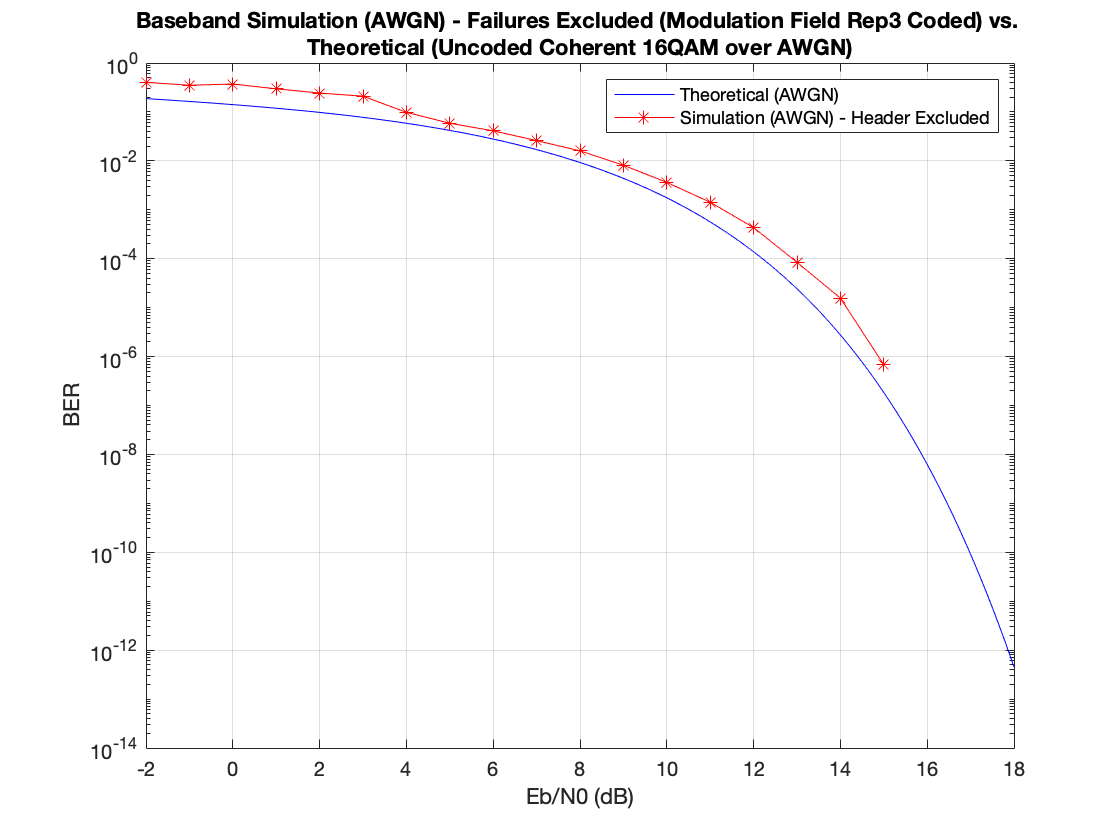 Baseband Simulation (AWGN) - Failures Excluded (Modulation Field Rep3 Coded) vs.
Theoretical (Uncoded Coherent 16QAM over AWGN)
Theoretical (AWGN)
Simulation (AWGN) - Header Excluded
BER
10^0
10^-2
10^-4
10^-6
10^-8
10^-10
10^-12
10^-14
-2 0 2 4 6 8 10 12 14 16 18
Eb/N0 (dB)